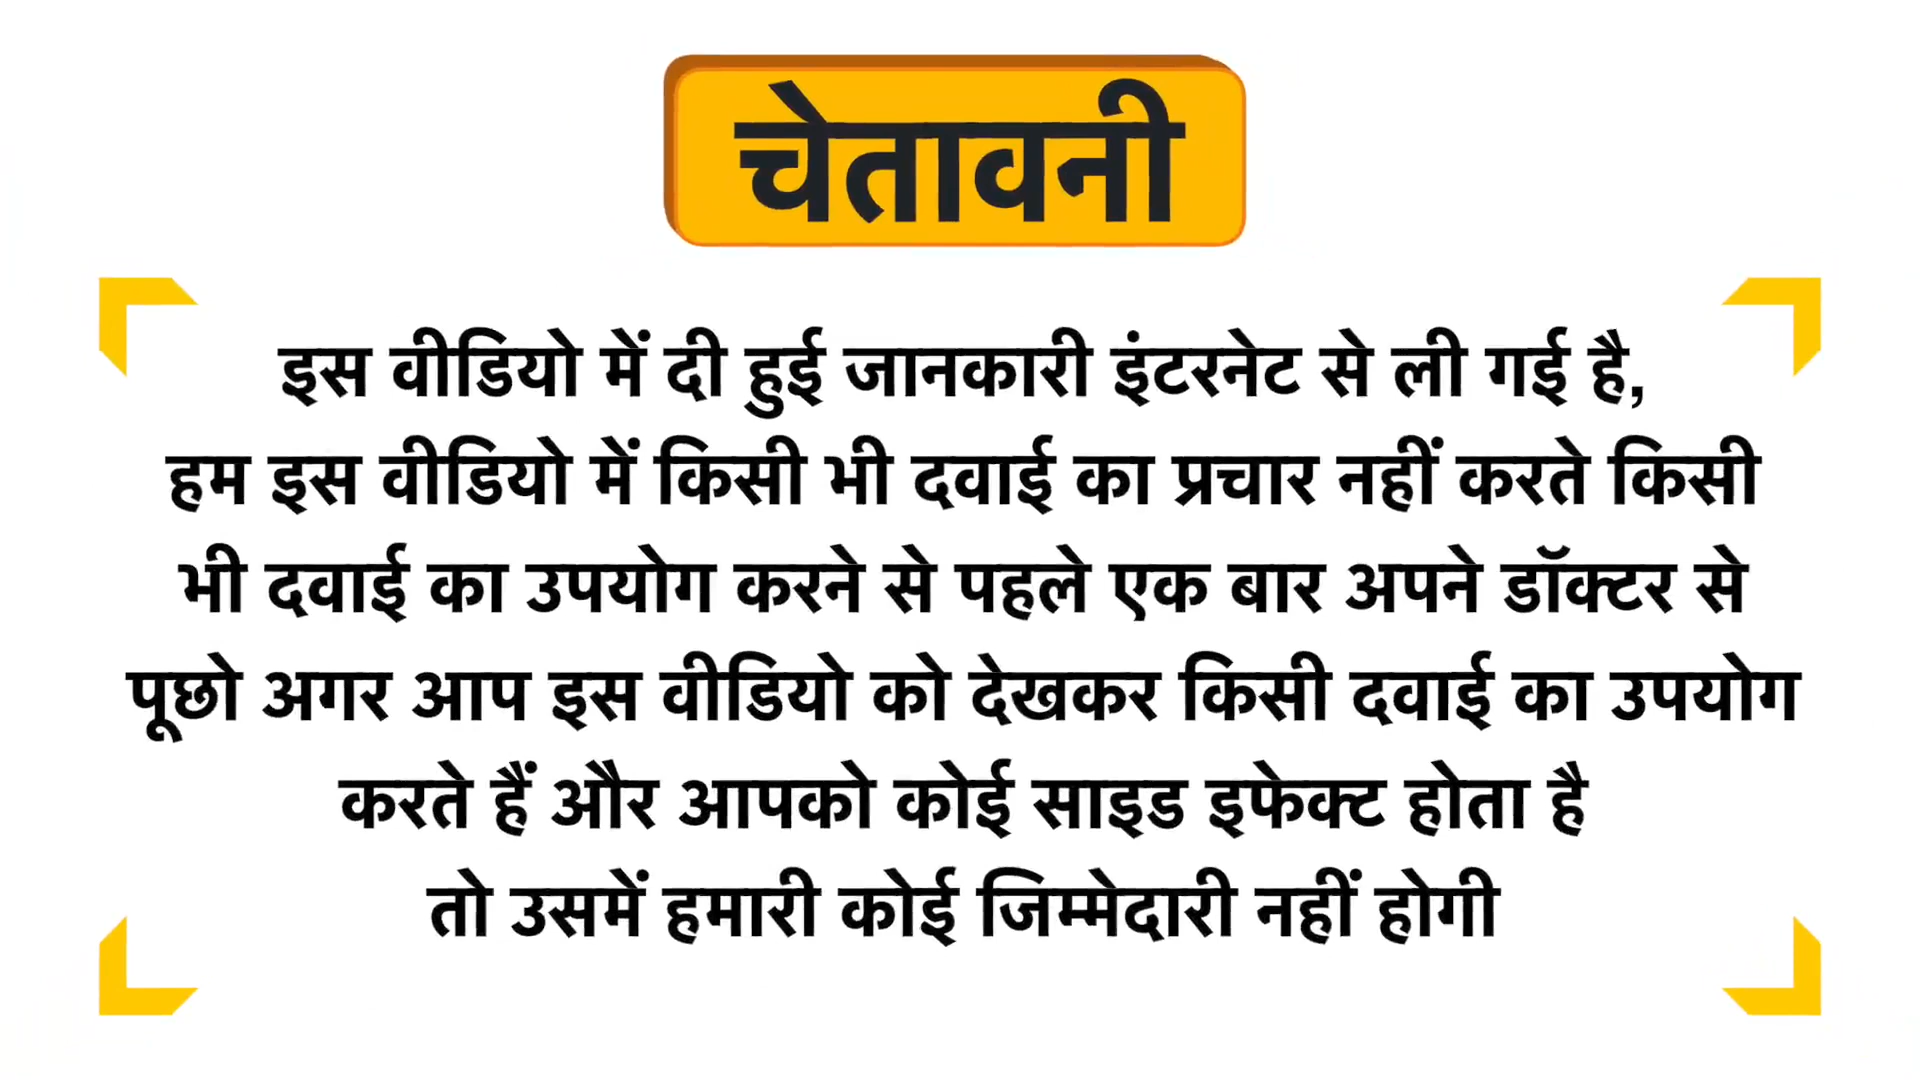 चेतावनी
इस वीडियो में दी हुई जानकारी इंटरनेट से ली गई है,
हम इस वीडियो में किसी भी दवाई का प्रचार नहीं करते किसी
भी दवाई का उपयोग करने से पहले एक बार अपने डॉक्टर से
पूछो अगर आप इस वीडियो को देखकर किसी दवाई का उपयोग
करते हैं और आपको कोई साइड इफेक्ट होता है
तो उसमें हमारी कोई जिम्मेदारी नहीं होगी